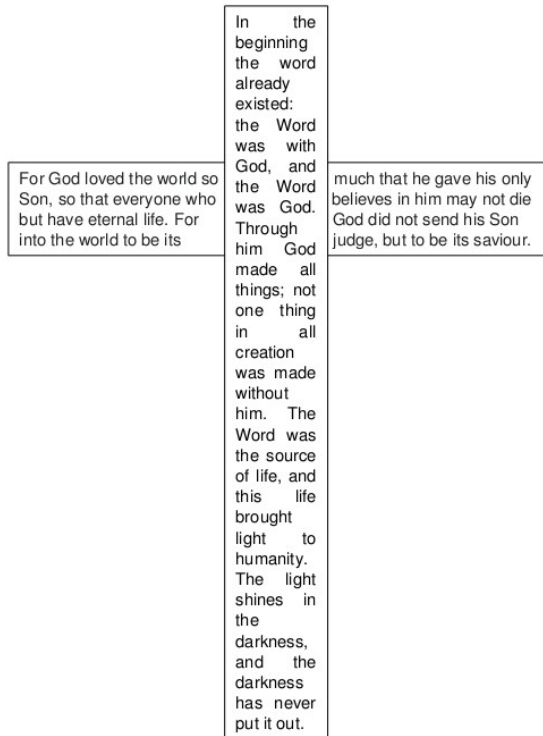 In the
beginning
the word
already
existed:
the Word
was with
God, and
the Word
was God.
Through
him God
made all
things; not
one thing
in all
creation
was made
without
him. The
Word was
the source
of life, and
this life
brought
light to
humanity.
The light
shines in
the
darkness,
and the
darkness
has never
put it out.
For God loved the world so much that he gave his only
Son, so that everyone who believes in him may not die
but have eternal life. For God did not send his Son
into the world to be its judge, but to be its saviour.